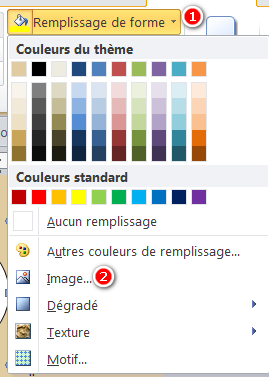 Remplissage de forme 1
Couleurs du thème
Couleurs standard
Aucun remplissage
Autres couleurs de remplissage...
Image... 2
Dégradé
Texture
Motif...